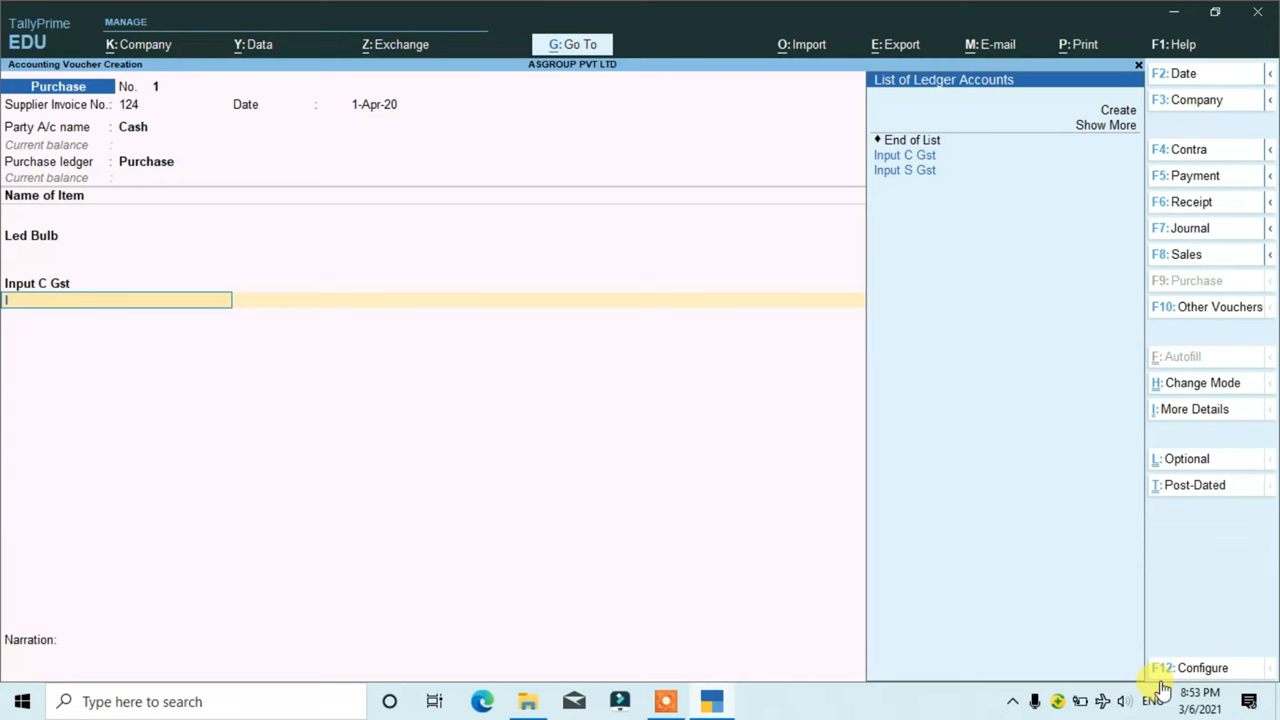 TallyPrime
EDU
MANAGE
K: Company
Y: Data
Z: Exchange
G: Go To
O: Import
E: Export
M: E-mail
P: Print
F1: Help
Accounting Voucher Creation
ASGROUP PVT LTD
Purchase No. 1
Supplier Invoice No.: 124 Date : 1-Apr-20
Party A/c name : Cash
Current balance :
Purchase ledger : Purchase
Current balance :
Name of Item
Led Bulb
Input C Gst
I
Narration:
List of Ledger Accounts
Create
Show More
♦ End of List
Input C Gst
Input S Gst
F2: Date
F3: Company
F4: Contra
F5: Payment
F6: Receipt
F7: Journal
F8: Sales
F9: Purchase
F10: Other Vouchers
F: Autofill
H: Change Mode
I: More Details
L: Optional
T: Post-Dated
F12: Configure
Type here to search
ENG
8:53 PM
3/6/2021